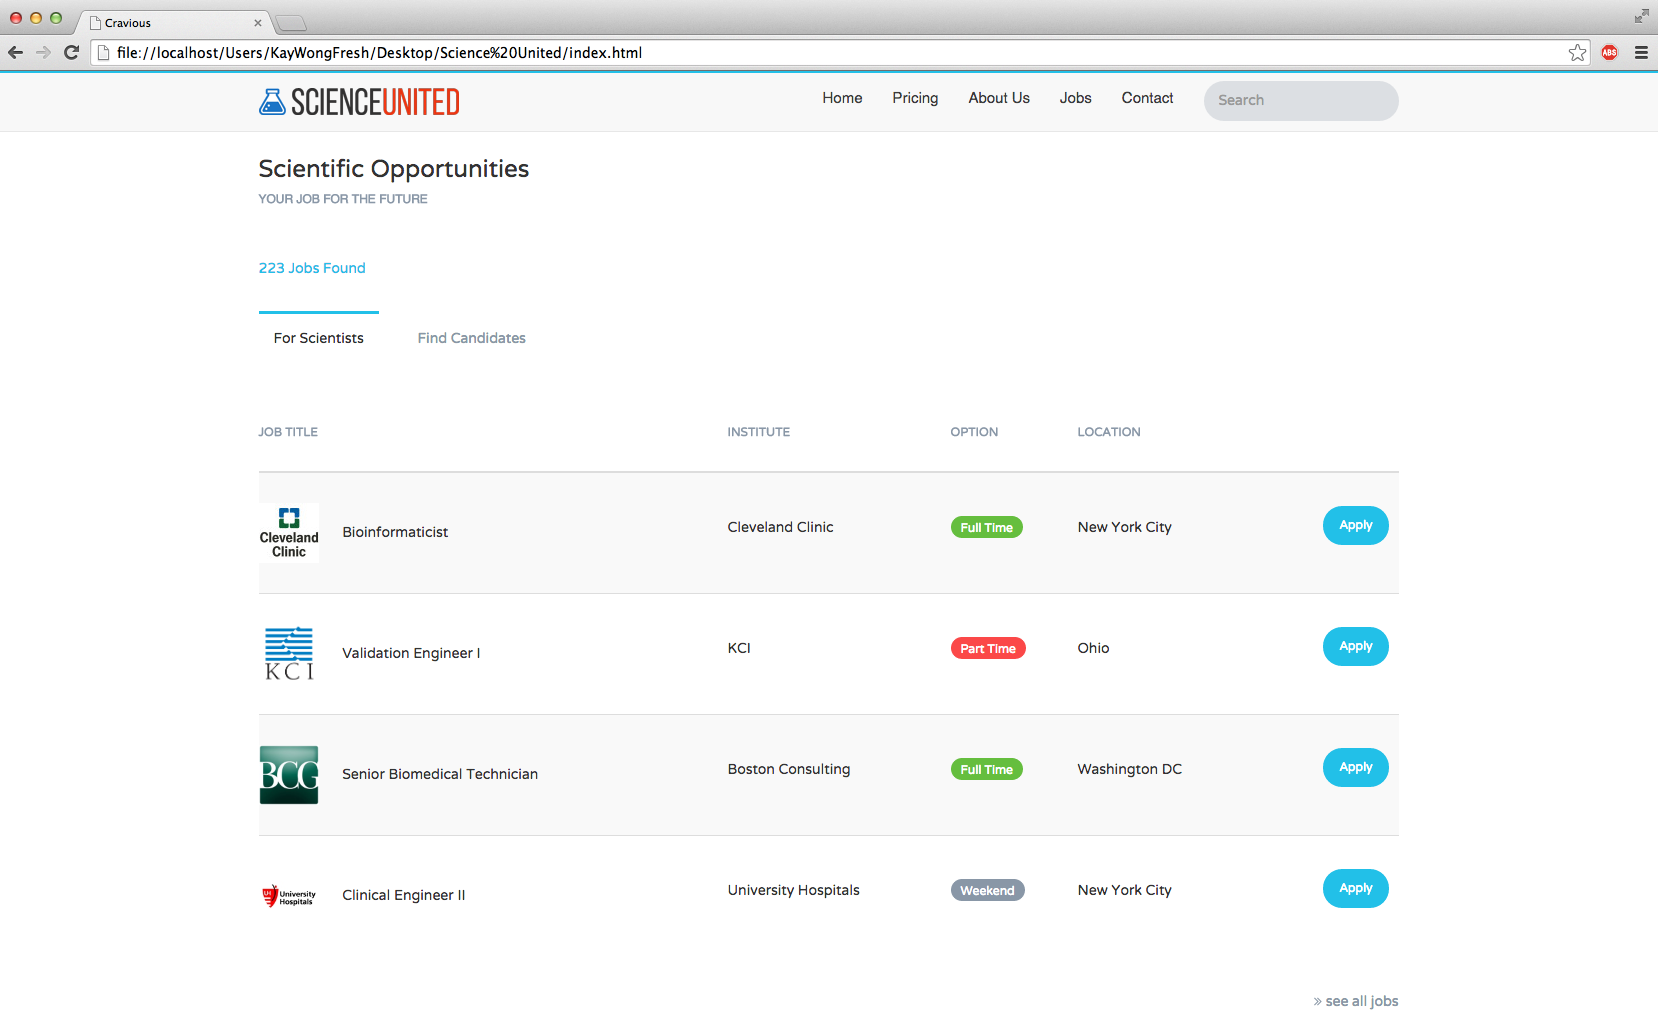 Cravious
file://localhost/Users/KayWongFresh/Desktop/Science%20United/index.html
ABS
SCIENCEUNITED
Home Pricing About Us Jobs Contact Search
Scientific Opportunities
YOUR JOB FOR THE FUTURE
223 Jobs Found
For Scientists Find Candidates
JOB TITLE INSTITUTE OPTION LOCATION
Cleveland
Clinic
Bioinformaticist Cleveland Clinic Full Time New York City Apply
KCI
Validation Engineer I KCI Part Time Ohio Apply
BCG
Senior Biomedical Technician Boston Consulting Full Time Washington DC Apply
UH University
Hospitals
Clinical Engineer II University Hospitals Weekend New York City Apply
» see all jobs